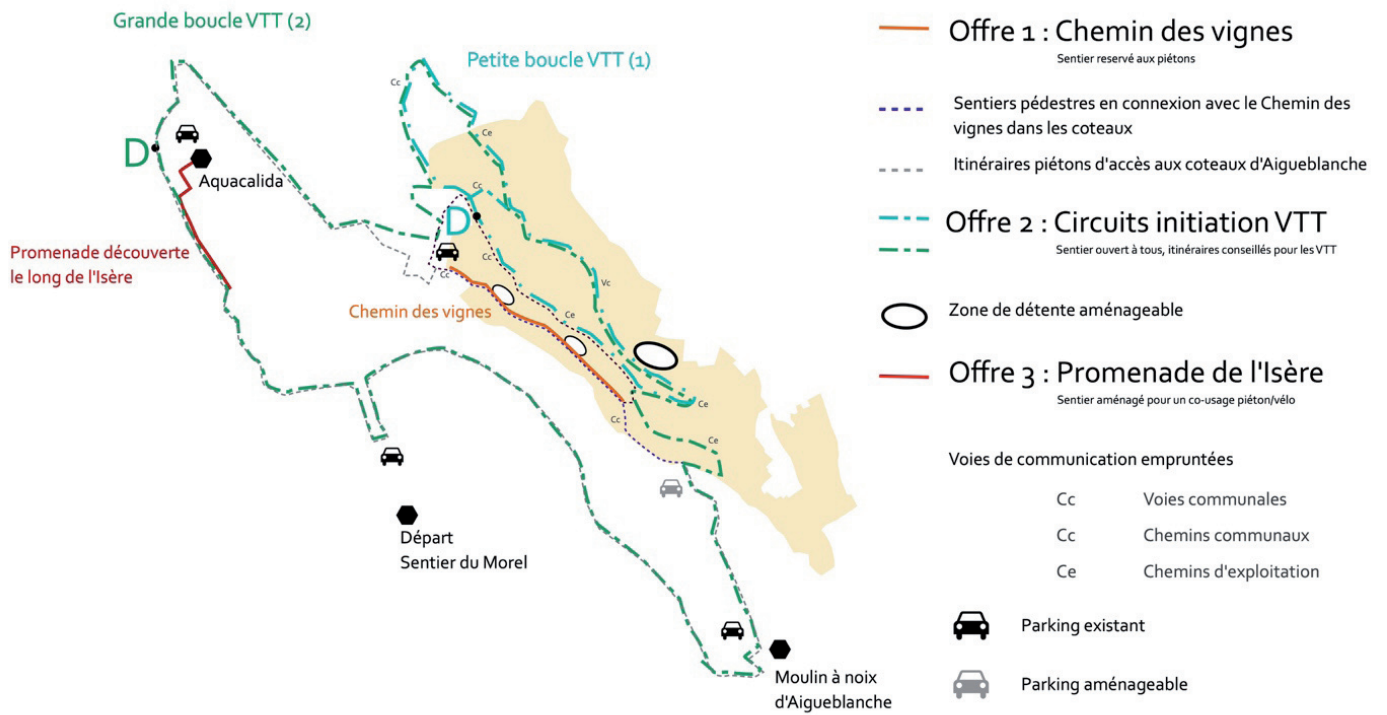 Grande boucle VTT (2)
Petite boucle VTT (1)
Cc
Ce
D
Aquacalida
Cc
D
Promenade découverte
le long de l'Isère
Cc
Cc
Vc
Chemin des vignes
Ce
Ce
Cc
Ce
Départ
Sentier du Morel
Moulin à noix
d'Aigueblanche
Offre 1 : Chemin des vignes
Sentier reservé aux piétons
Sentiers pédestres en connexion avec le Chemin des
vignes dans les coteaux
Itinéraires piétons d'accès aux coteaux d'Aigueblanche
Offre 2 : Circuits initiation VTT
Sentier ouvert à tous, itinéraires conseillés pour les VTT
Zone de détente aménageable
Offre 3 : Promenade de l'Isère
Sentier aménagé pour un co-usage piéton/vélo
Voies de communication empruntées
Cc Voies communales
Cc Chemins communaux
Ce Chemins d'exploitation
Parking existant
Parking aménageable